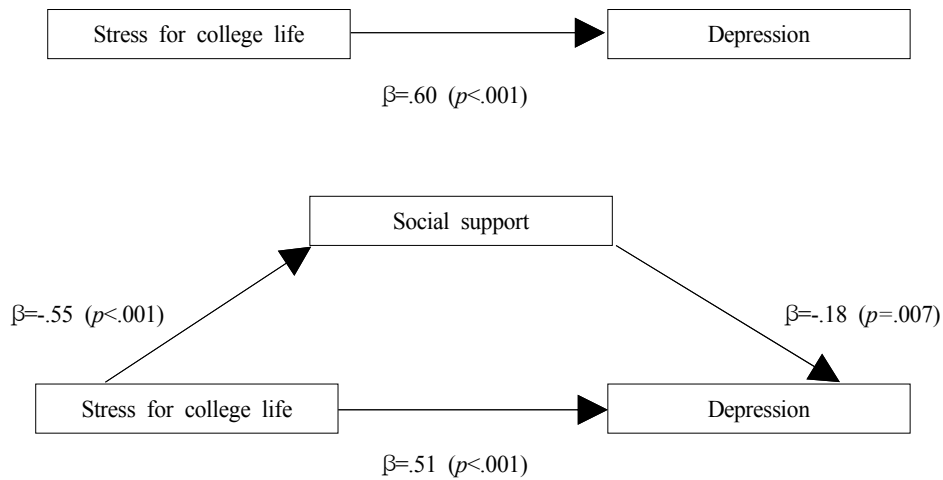 Stress for college life
Depression
β=.60 (p<.001)
Social support
β=-.55 (p<.001)
β=-.18 (p=.007)
Stress for college life
Depression
β=.51 (p<.001)